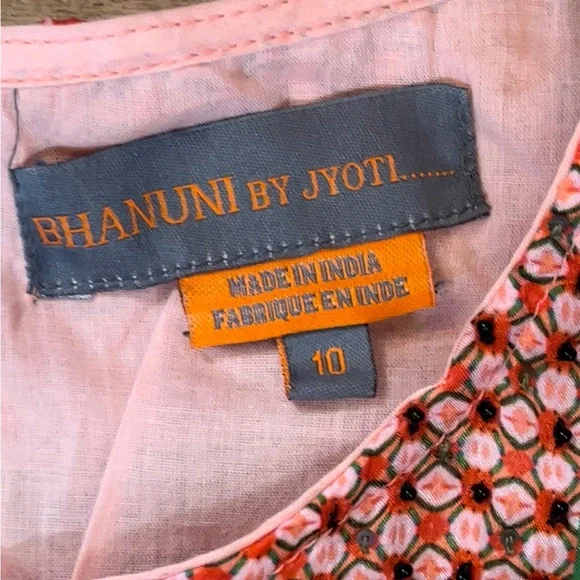 BHANUNI BY JYOTI.......
MADE IN INDIA
FABRIQUE EN INDE
10